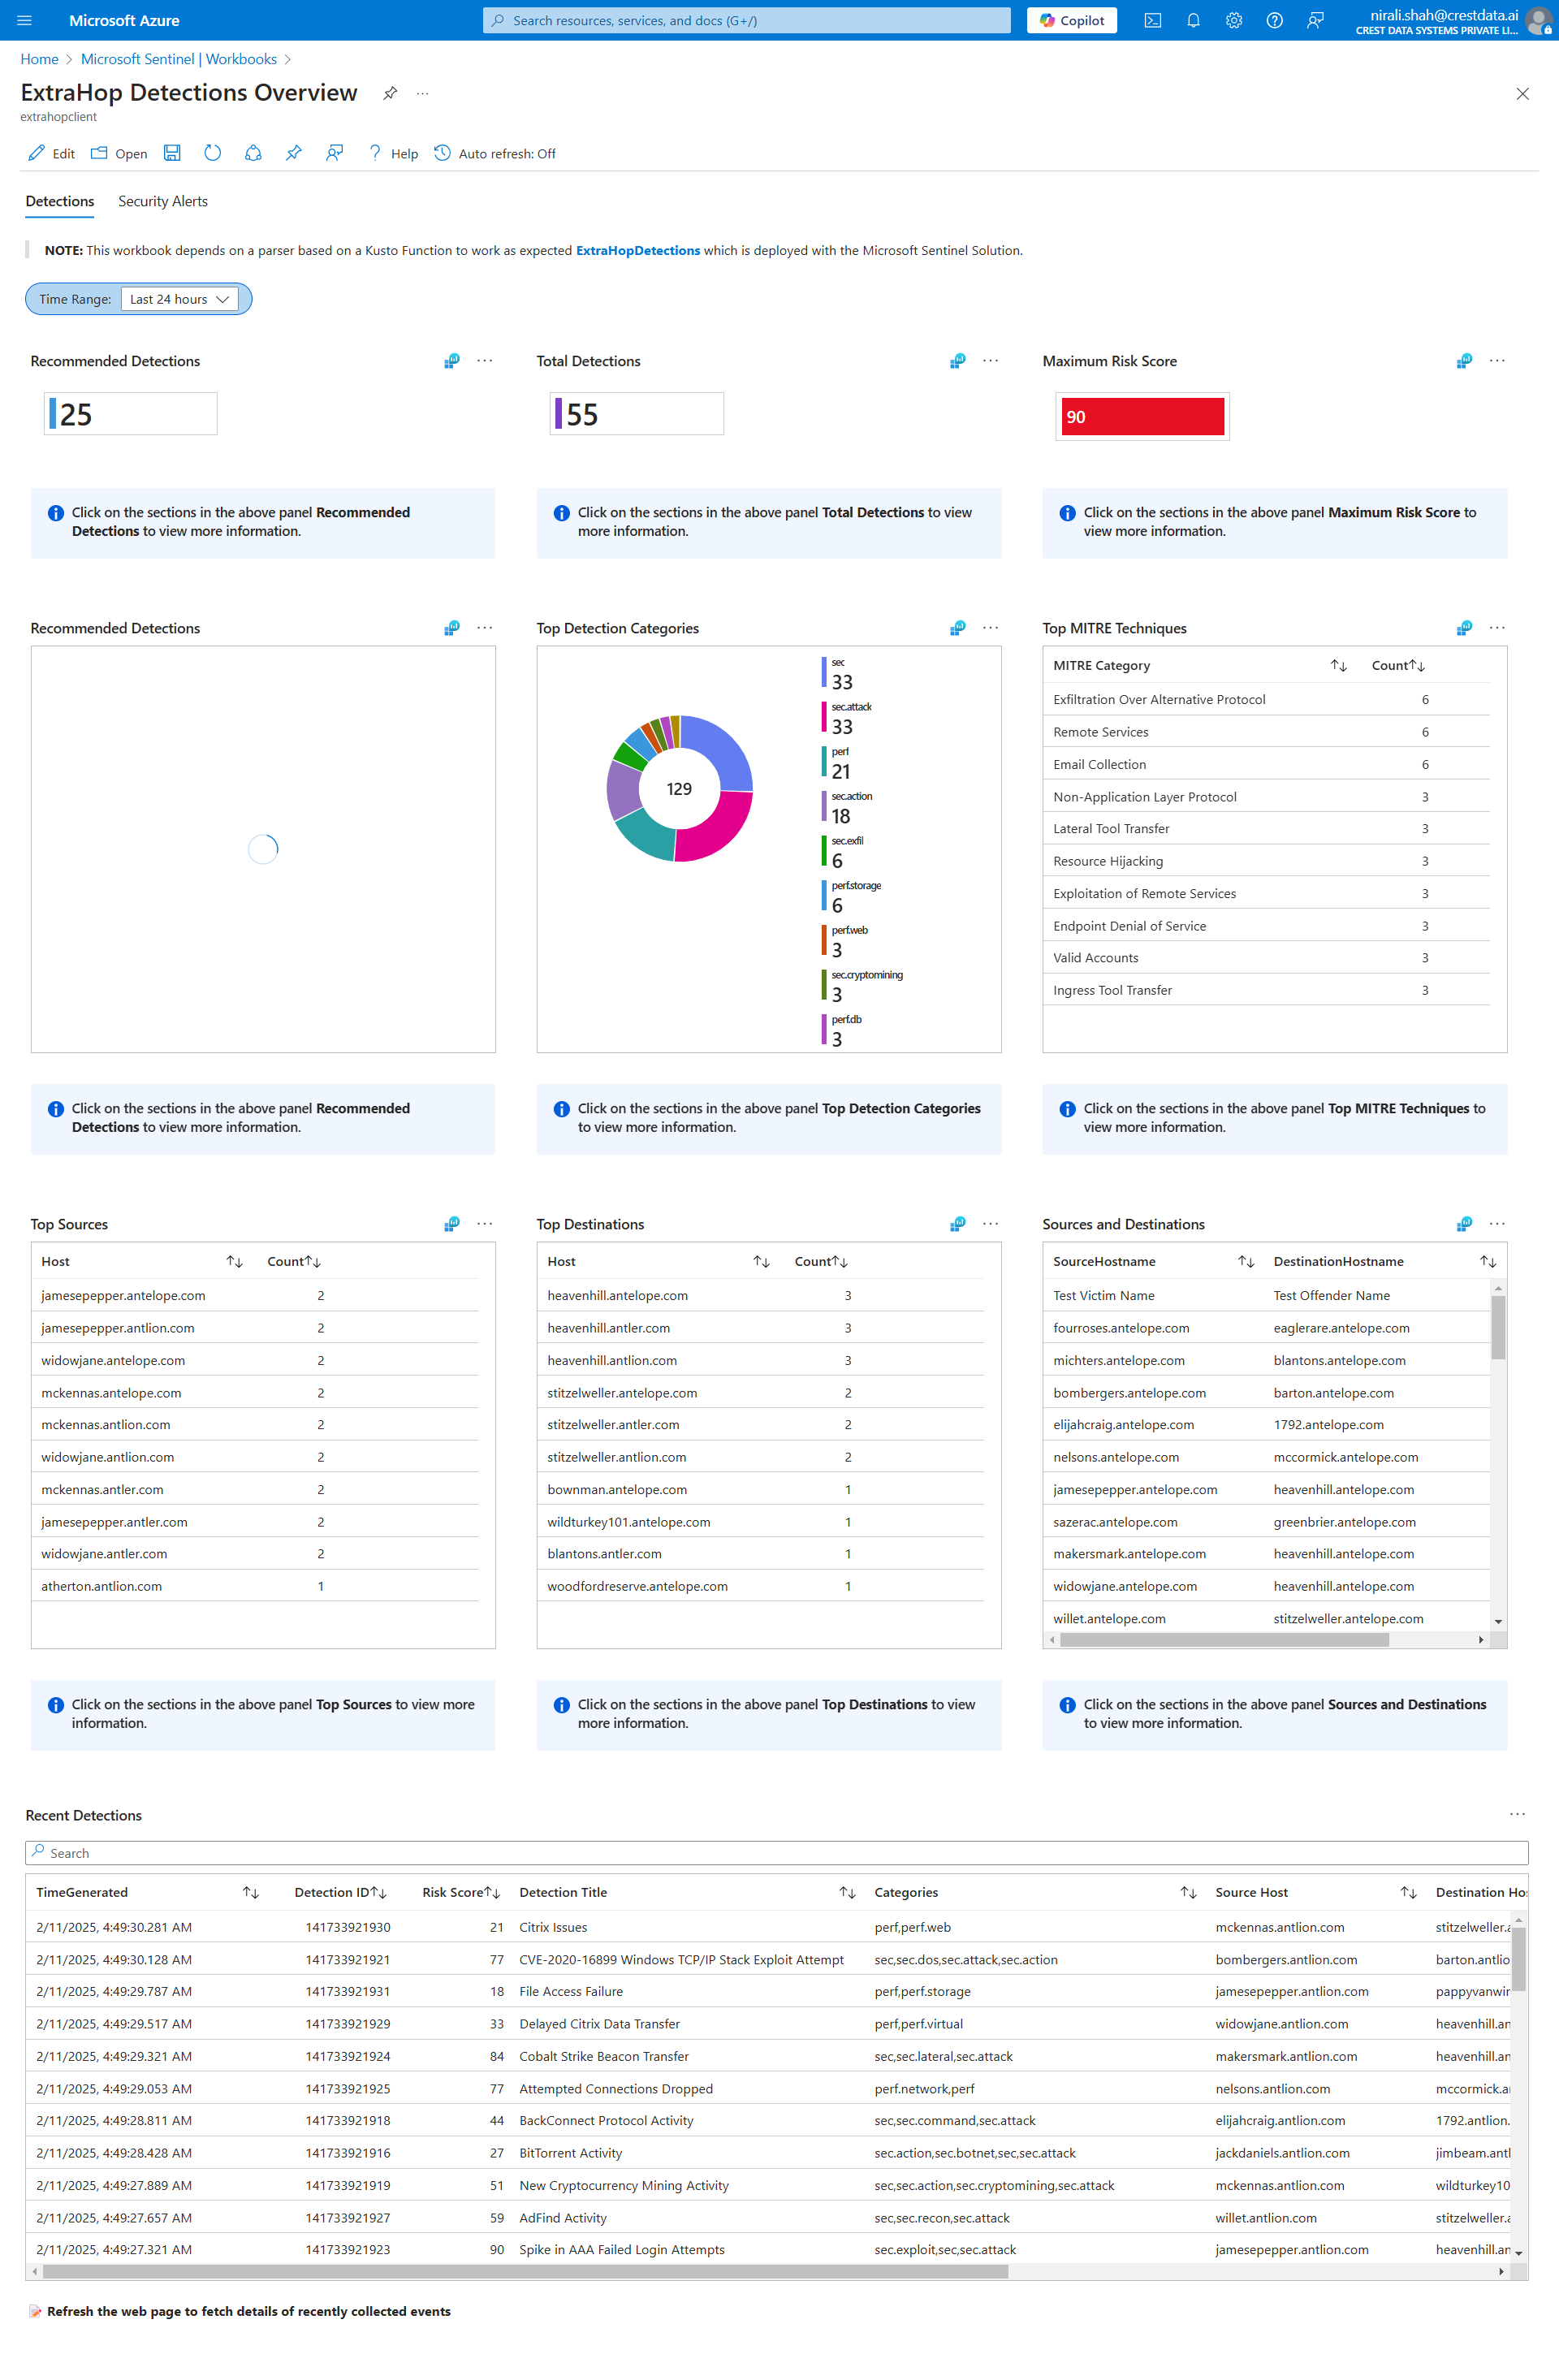 Microsoft Azure
Search resources, services, and docs (G+/)
Copilot
nirali.shah@crestdata.ai
CREST DATA SYSTEMS PRIVATE LI...
Home > Microsoft Sentinel | Workbooks >
ExtraHop Detections Overview
extrahopclient
Edit Open Help Auto refresh: Off
Detections Security Alerts
NOTE: This workbook depends on a parser based on a Kusto Function to work as expected ExtraHopDetections which is deployed with the Microsoft Sentinel Solution.
Time Range: Last 24 hours
Recommended Detections
25
Click on the sections in the above panel Recommended
Detections to view more information.
Total Detections
55
Click on the sections in the above panel Total Detections to view
more information.
Maximum Risk Score
90
Click on the sections in the above panel Maximum Risk Score to
view more information.
Recommended Detections
Click on the sections in the above panel Recommended
Detections to view more information.
Top Detection Categories
129
sec
33
sec.attack
33
perf
21
sec.action
18
sec.exfil
6
perf.storage
6
perf.web
3
sec.cryptomining
3
perf.db
3
Click on the sections in the above panel Top Detection Categories
to view more information.
Top MITRE Techniques
MITRE Category Count
Exfiltration Over Alternative Protocol 6
Remote Services 6
Email Collection 6
Non-Application Layer Protocol 3
Lateral Tool Transfer 3
Resource Hijacking 3
Exploitation of Remote Services 3
Endpoint Denial of Service 3
Valid Accounts 3
Ingress Tool Transfer 3
Click on the sections in the above panel Top MITRE Techniques to
view more information.
Top Sources
Host Count
jamesepepper.antelope.com 2
jamesepepper.antlion.com 2
widowjane.antelope.com 2
mckennas.antelope.com 2
mckennas.antlion.com 2
widowjane.antlion.com 2
mckennas.antler.com 2
jamesepepper.antler.com 2
widowjane.antler.com 2
atherton.antlion.com 1
Click on the sections in the above panel Top Sources to view more
information.
Top Destinations
Host Count
heavenhill.antelope.com 3
heavenhill.antler.com 3
heavenhill.antlion.com 3
stitzelweller.antelope.com 2
stitzelweller.antler.com 2
stitzelweller.antlion.com 2
bownman.antelope.com 1
wildturkey101.antelope.com 1
blantons.antler.com 1
woodfordreserve.antelope.com 1
Click on the sections in the above panel Top Destinations to view
more information.
Sources and Destinations
SourceHostname DestinationHostname
Test Victim Name Test Offender Name
fourroses.antelope.com eaglerare.antelope.com
michters.antelope.com blantons.antelope.com
bombergers.antelope.com barton.antelope.com
elijahcraig.antelope.com 1792.antelope.com
nelsons.antelope.com mccormick.antelope.com
jamesepepper.antelope.com heavenhill.antelope.com
sazerac.antelope.com greenbrier.antelope.com
makersmark.antelope.com heavenhill.antelope.com
widowjane.antelope.com heavenhill.antelope.com
willet.antelope.com stitzelweller.antelope.com
Click on the sections in the above panel Sources and Destinations
to view more information.
Recent Detections
Search
TimeGenerated Detection ID Risk Score Detection Title Categories Source Host Destination Ho
2/11/2025, 4:49:30.281 AM 141733921930 21 Citrix Issues perf,perf.web mckennas.antlion.com stitzelweller.a
2/11/2025, 4:49:30.128 AM 141733921921 77 CVE-2020-16899 Windows TCP/IP Stack Exploit Attempt sec,sec.dos,sec.attack,sec.action bombergers.antlion.com barton.antlio
2/11/2025, 4:49:29.787 AM 141733921931 18 File Access Failure perf,perf.storage jamesepepper.antlion.com pappyvanwin
2/11/2025, 4:49:29.517 AM 141733921929 33 Delayed Citrix Data Transfer perf,perf.virtual widowjane.antlion.com heavenhill.an
2/11/2025, 4:49:29.321 AM 141733921924 84 Cobalt Strike Beacon Transfer sec,sec.lateral,sec.attack makersmark.antlion.com heavenhill.an
2/11/2025, 4:49:29.053 AM 141733921925 77 Attempted Connections Dropped perf.network,perf nelsons.antlion.com mccormick.a
2/11/2025, 4:49:28.811 AM 141733921918 44 BackConnect Protocol Activity sec,sec.command,sec.attack elijahcraig.antlion.com 1792.antlion.
2/11/2025, 4:49:28.428 AM 141733921916 27 BitTorrent Activity sec.action,sec.botnet,sec,sec.attack jackdaniels.antlion.com jimbeam.antl
2/11/2025, 4:49:27.889 AM 141733921919 51 New Cryptocurrency Mining Activity sec,sec.action,sec.cryptomining,sec.attack mckennas.antlion.com wildturkey10
2/11/2025, 4:49:27.657 AM 141733921927 59 AdFind Activity sec,sec.recon,sec.attack willet.antlion.com stitzelweller.a
2/11/2025, 4:49:27.321 AM 141733921923 90 Spike in AAA Failed Login Attempts sec.exploit,sec,sec.attack jamesepepper.antlion.com heavenhill.an
Refresh the web page to fetch details of recently collected events